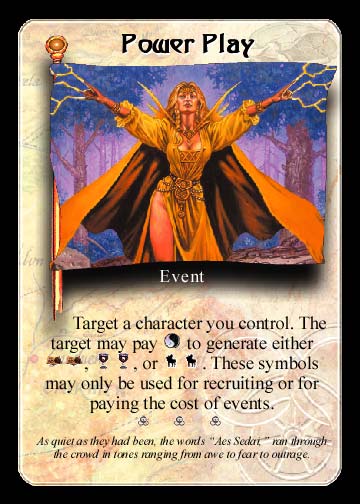 Power Play
Event
Target a character you control. The
target may pay to generate either
, , or . These symbols
may only be used for recruiting or for
paying the cost of events.
As quiet as they had been, the words “Aes Sedai,” ran through
the crowd in tones ranging from awe to fear to outrage.